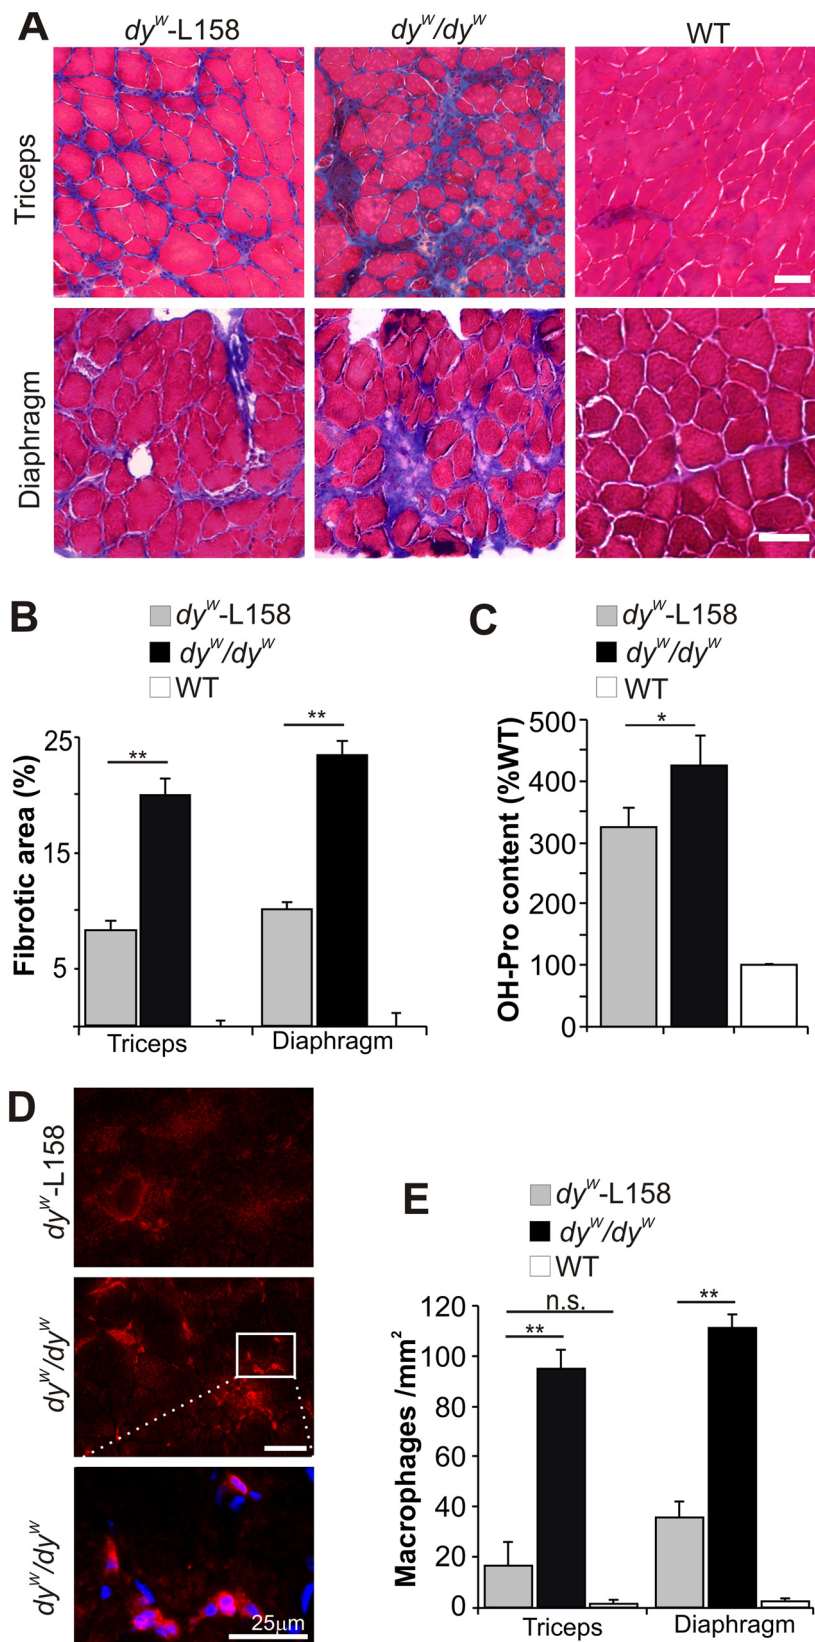 A
dyʷ-L158
dyʷ/dyʷ
WT
Triceps
Diaphragm
B
dyʷ-L158
dyʷ/dyʷ
WT
Fibrotic area (%)
25
15
5
**
**
Triceps
Diaphragm
C
dyʷ-L158
dyʷ/dyʷ
WT
OH-Pro content (%WT)
500
400
300
200
100
0
*
D
dyʷ-L158
dyʷ/dyʷ
dyʷ/dyʷ
25µm
E
dyʷ-L158
dyʷ/dyʷ
WT
Macrophages /mm²
120
100
80
60
40
20
0
n.s.
**
**
Triceps
Diaphragm